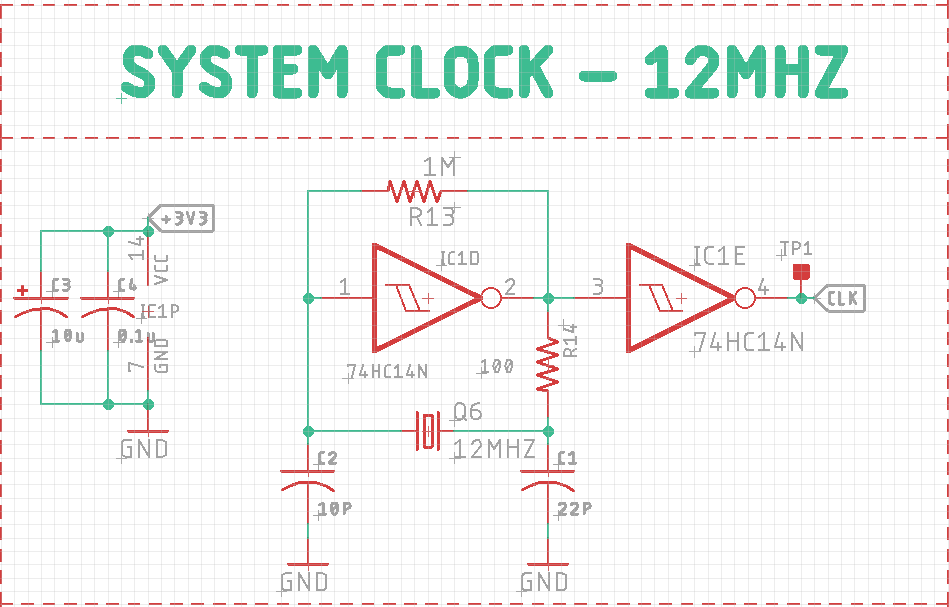 SYSTEM CLOCK - 12MHZ
1M
R13
+3V3
14
VCC
C3
C4
IC1P
10u
0.1u
7
GND
GND
1
IC1D
2
74HC14N
3
IC1E
4
74HC14N
TP1
CLK
100
R14
Q6
12MHZ
C2
10P
C1
22P
GND
GND